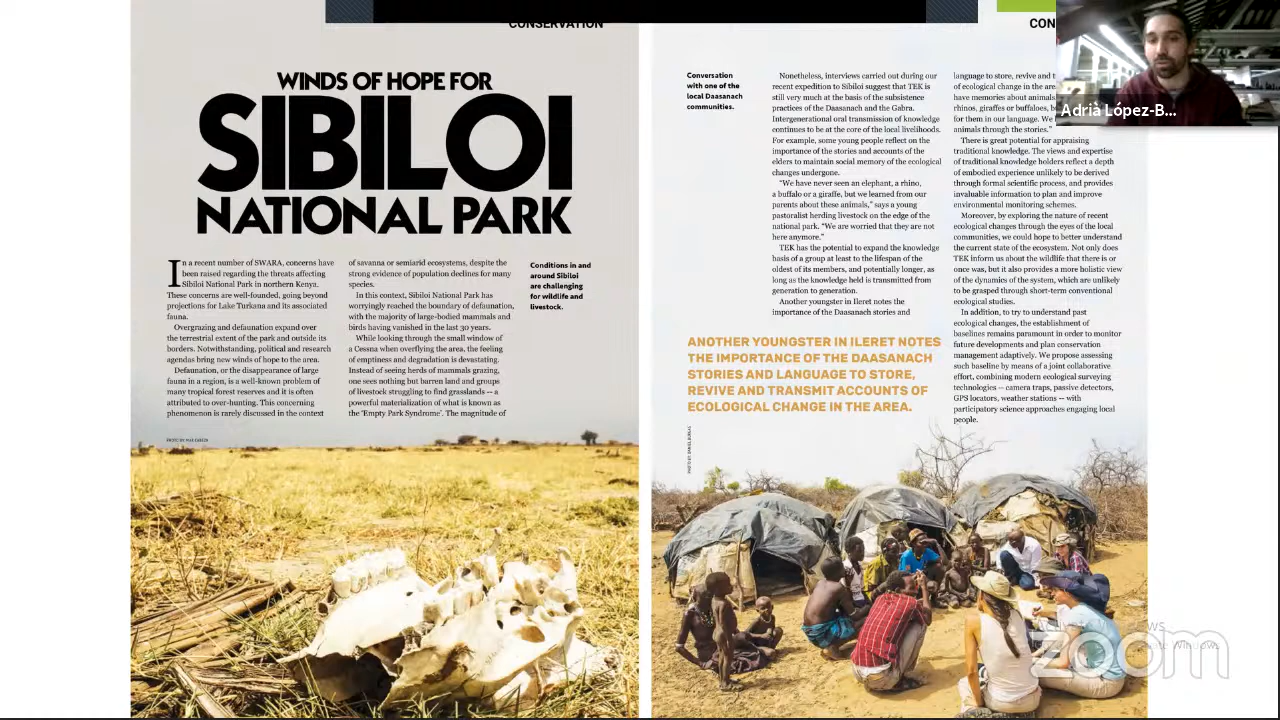 CONSERVATION
WINDS OF HOPE FOR
SIBILOI
NATIONAL PARK
In a recent number of SWARA, concerns have
been raised regarding the threats affecting
Sibiloi National Park in northern Kenya.
These concerns are well-founded, going beyond
projections for Lake Turkana and its associated
fauna.
Overgrazing and defaunation expand over
the terrestrial extent of the park and outside its
borders. Notwithstanding, political and research
agendas bring new winds of hope to the area.
Defaunation, or the disappearance of large
fauna in a region, is a well-known problem of
many tropical forest reserves and it is often
attributed to over-hunting. This concerning
phenomenon is rarely discussed in the context
of savanna or semiarid ecosystems, despite the
strong evidence of population declines for many
species.
In this context, Sibiloi National Park has
worryingly reached the boundary of defaunation,
with the majority of large-bodied mammals and
birds having vanished in the last 30 years.
While looking through the small window of
a Cessna when overflying the area, the feeling
of emptiness and degradation is devastating.
Instead of seeing herds of mammals grazing,
one sees nothing but barren land and groups
of livestock struggling to find grasslands -- a
powerful materialization of what is known as
the 'Empty Park Syndrome'. The magnitude of
Conditions in and
around Sibiloi
are challenging
for wildlife and
livestock.
CON
Conversation
with one of the
local Daasanach
communities.
Nonetheless, interviews carried out during our
recent expedition to Sibiloi suggest that TEK is
still very much at the basis of the subsistence
practices of the Daasanach and the Gabra.
Intergenerational oral transmission of knowledge
continues to be at the core of the local livelihoods.
For example, some young people reflect on the
importance of the stories and accounts of the
elders to maintain social memory of the ecological
changes undergone.
"We have never seen an elephant, a rhino,
a buffalo or a giraffe, but we learned from our
parents about these animals," says a young
pastoralist herding livestock on the edge of the
national park. "We are worried that they are not
here anymore."
TEK has the potential to expand the knowledge
basis of a group at least to the lifespan of the
oldest of its members, and potentially longer, as
long as the knowledge held is transmitted from
generation to generation.
Another youngster in Ileret notes the
importance of the Daasanach stories and
ANOTHER YOUNGSTER IN ILERET NOTES
THE IMPORTANCE OF THE DAASANACH
STORIES AND LANGUAGE TO STORE,
REVIVE AND TRANSMIT ACCOUNTS OF
ECOLOGICAL CHANGE IN THE AREA.
language to store, revive and t
of ecological change in the are
have memories about animals
rhinos, giraffes or buffaloes, b
for them in our language. We
animals through the stories."
There is great potential for appraising
traditional knowledge. The views and expertise
of traditional knowledge holders reflect a depth
of embodied experience unlikely to be derived
through formal scientific process, and provides
invaluable information to plan and improve
environmental monitoring schemes.
Moreover, by exploring the nature of recent
ecological changes through the eyes of the local
communities, we could hope to better understand
the current state of the ecosystem. Not only does
TEK inform us about the wildlife that there is or
once was, but it also provides a more holistic view
of the dynamics of the system, which are unlikely
to be grasped through short-term conventional
ecological studies.
In addition, to try to understand past
ecological changes, the establishment of
baselines remains paramount in order to monitor
future developments and plan conservation
management adaptively. We propose assessing
such baseline by means of a joint collaborative
effort, combining modern ecological surveying
technologies -- camera traps, passive detectors,
GPS locators, weather stations -- with
participatory science approaches engaging local
people.
Adrià López-B...
zoom